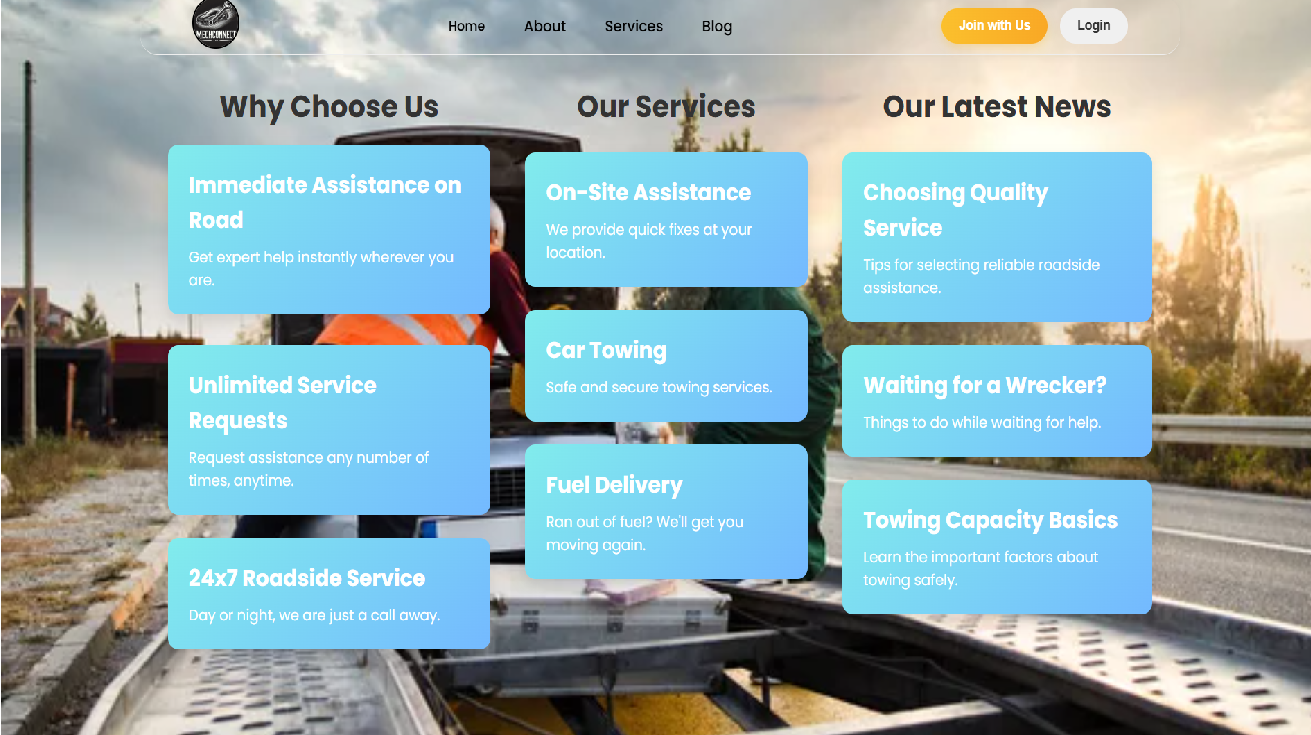 MECHCONNECT
Home
About
Services
Blog
Join with Us
Login
Why Choose Us
Immediate Assistance on
Road
Get expert help instantly wherever you
are.
Unlimited Service
Requests
Request assistance any number of
times, anytime.
24x7 Roadside Service
Day or night, we are just a call away.
Our Services
On-Site Assistance
We provide quick fixes at your
location.
Car Towing
Safe and secure towing services.
Fuel Delivery
Ran out of fuel? We'll get you
moving again.
Our Latest News
Choosing Quality
Service
Tips for selecting reliable roadside
assistance.
Waiting for a Wrecker?
Things to do while waiting for help.
Towing Capacity Basics
Learn the important factors about
towing safely.